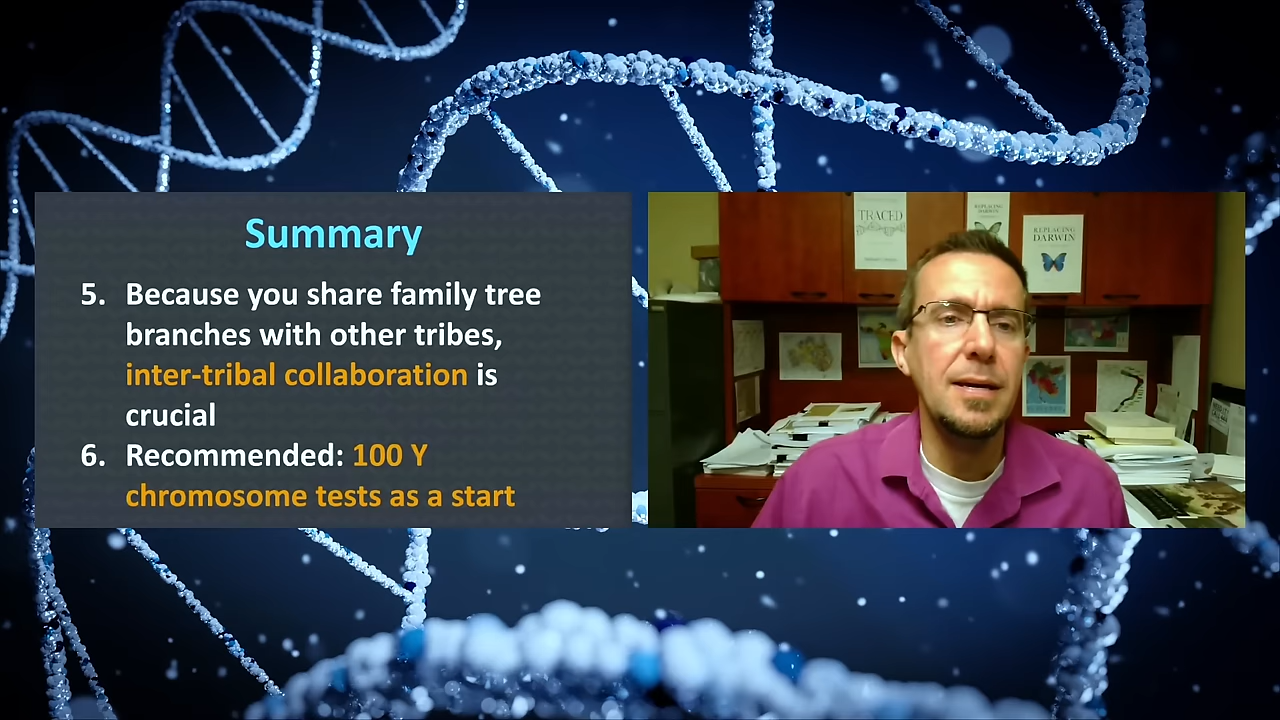 Summary
5. Because you share family tree
branches with other tribes,
inter-tribal collaboration is
crucial
6. Recommended: 100 Y
chromosome tests as a start
TRACED
REPLACING
DARWIN
REPLACING
DARWIN